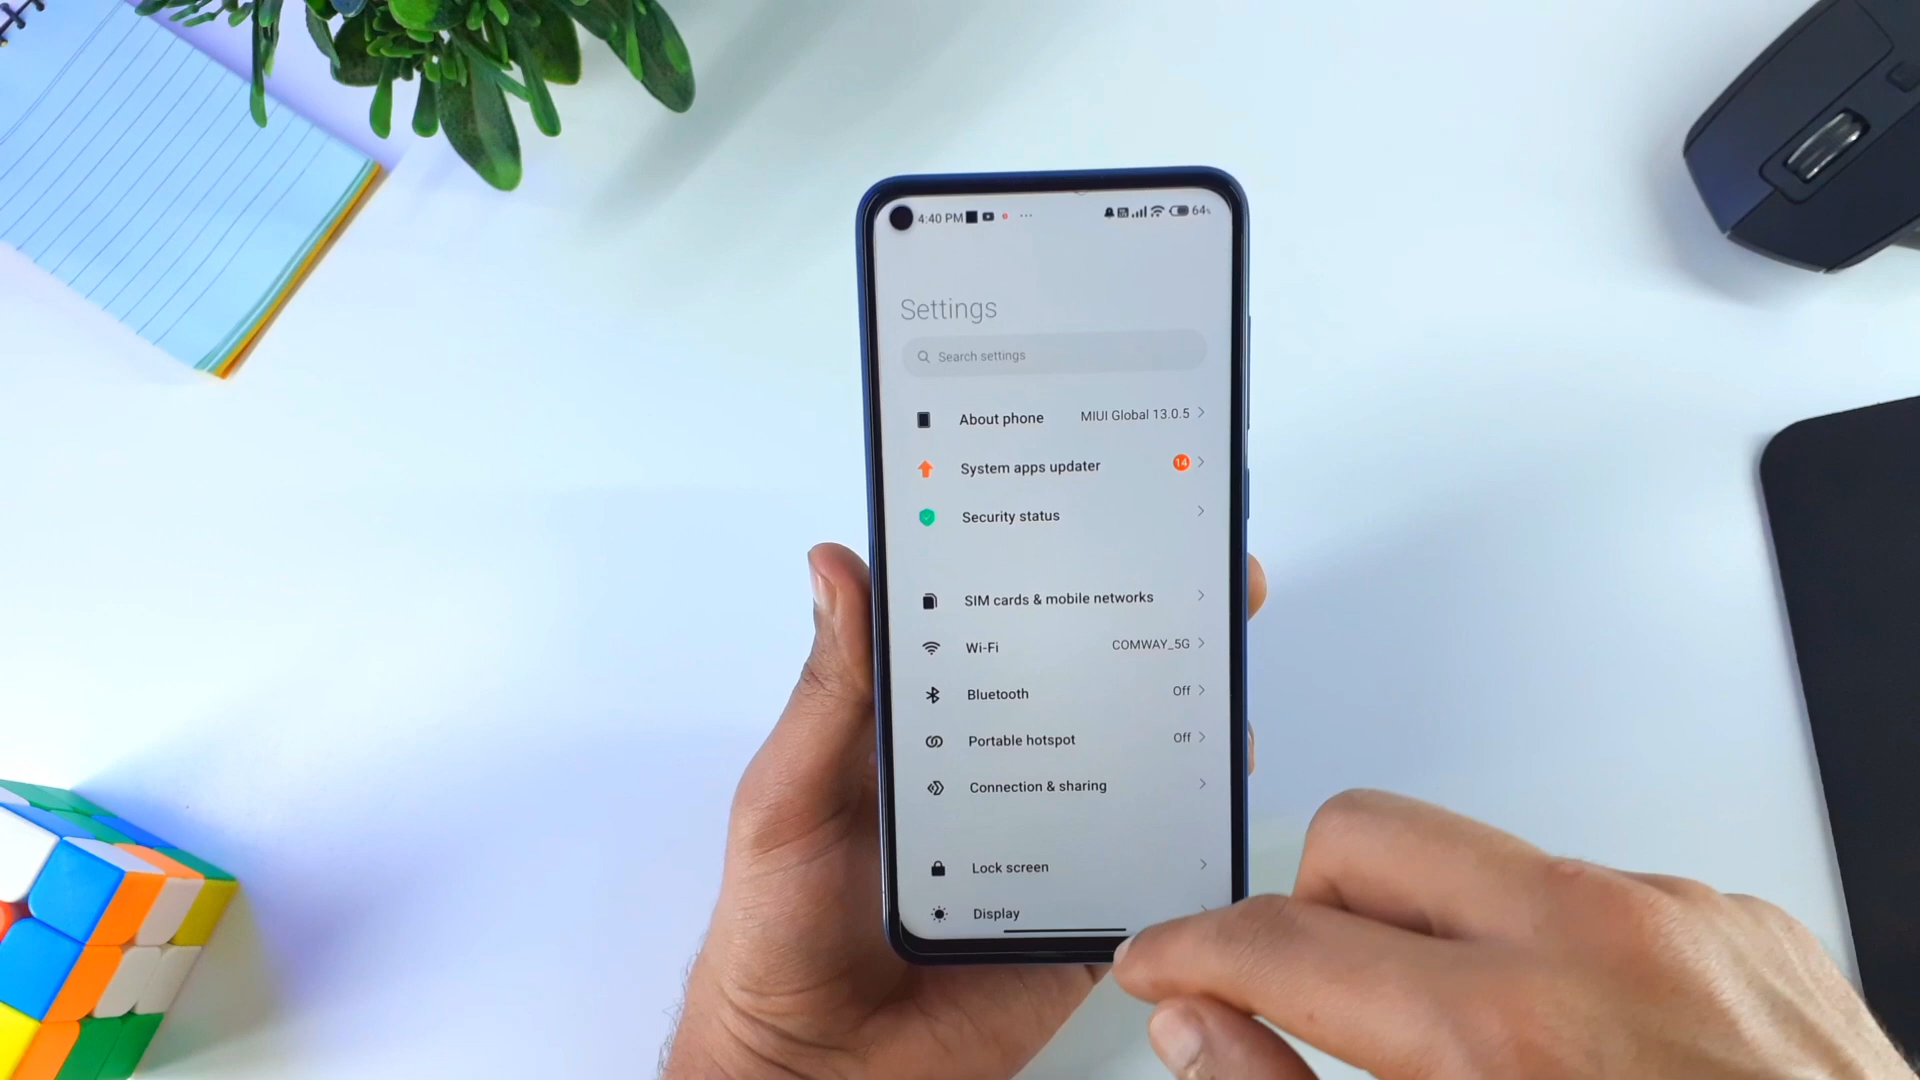 4:40 PM 64%
Settings
Search settings
About phone MIUI Global 13.0.5
System apps updater 14
Security status
SIM cards & mobile networks
Wi-Fi COMWAY_5G
Bluetooth Off
Portable hotspot Off
Connection & sharing
Lock screen
Display